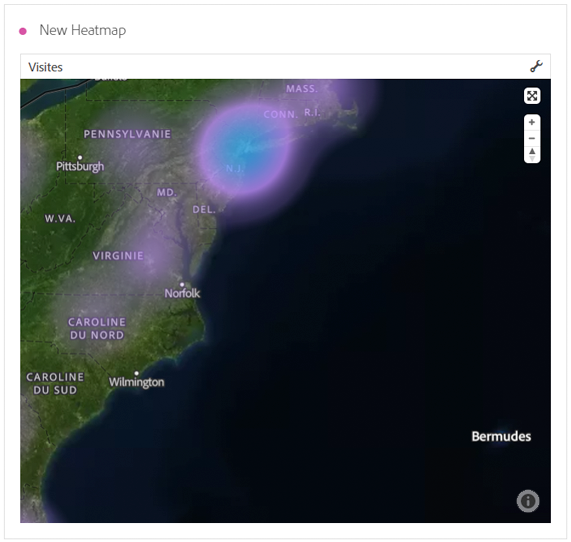 New Heatmap
Visites
MASS.
CONN. R.I.
PENNSYLVANIE
Pittsburgh
N.J.
MD.
DEL.
W.VA.
VIRGINIE
Norfolk
CAROLINE
DU NORD
CAROLINE
DU SUD
Wilmington
Bermudes